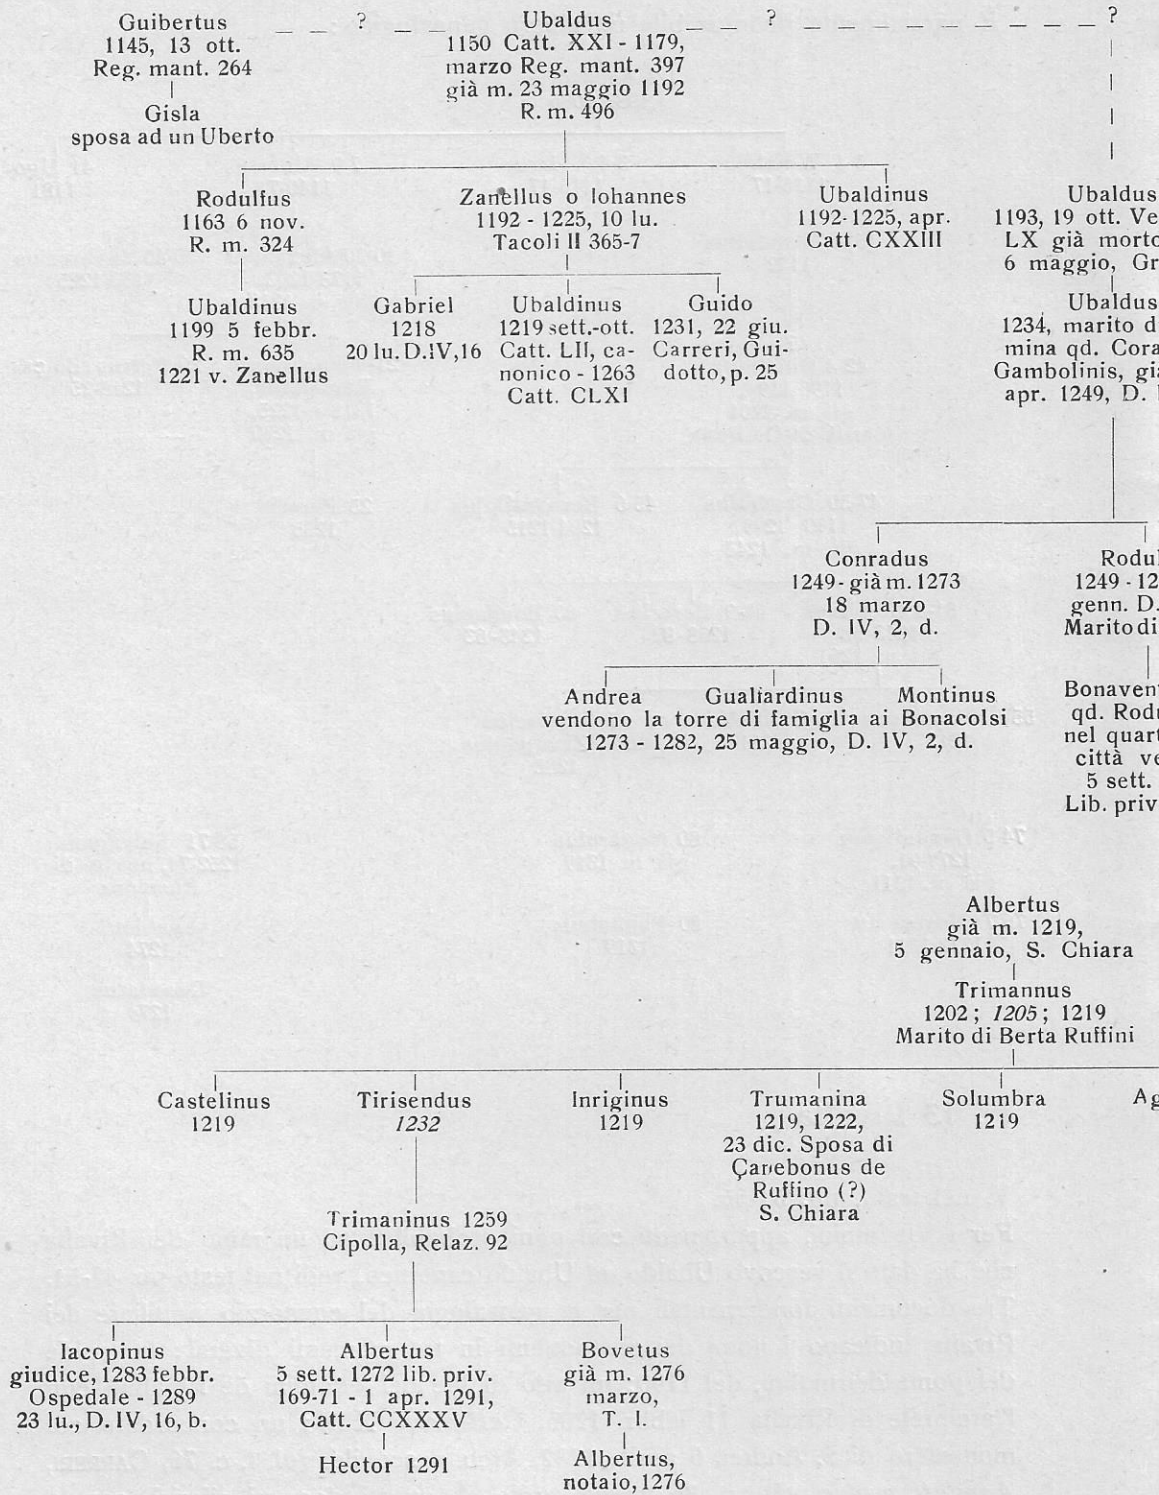 Guibertus
1145, 13 ott.
Reg. mant. 264
Gisla
sposa ad un Uberto
?
Ubaldus
1150 Catt. XXI - 1179,
marzo Reg. mant. 397
già m. 23 maggio 1192
R. m. 496
?
?
Rodulfus
1163 6 nov.
R. m. 324
Zanellus o Iohannes
1192 - 1225, 10 lu.
Tacoli II 365-7
Ubaldinus
1192-1225, apr.
Catt. CXXIII
Ubaldus
1193, 19 ott. Ve
LX già morto
6 maggio, Gr
Ubaldinus
1199 5 febbr.
R. m. 635
1221 v. Zanellus
Gabriel
1218
20 lu. D. IV, 16
Ubaldinus
1219 sett.-ott.
Catt. LII, ca-
nonico - 1263
Catt. CLXI
Guido
1231, 22 giu.
Carreri, Gui-
dotto, p. 25
Ubaldus
1234, marito d
mina qd. Cora
Gambolinis, gi
apr. 1249, D.
Conradus
1249 - già m. 1273
18 marzo
D. IV, 2, d.
Rodul
1249 - 12
genn. D.
Marito di
Andrea Gualfardinus Montinus
vendono la torre di famiglia ai Bonacolsi
1273 - 1282, 25 maggio, D. IV, 2, d.
Bonaven
qd. Rod
nel quart
città ve
5 sett.
Lib. priv
Albertus
già m. 1219,
5 gennaio, S. Chiara
Trimannus
1202; 1205; 1219
Marito di Berta Ruffini
Castelinus
1219
Tirisendus
1232
Inriginus
1219
Trumanina
1219, 1222,
23 dic. Sposa di
Çanebonus de
Ruffino (?)
S. Chiara
Solumbra
1219
Ag
Trimaninus 1259
Cipolla, Relaz. 92
Iacopinus
giudice, 1283 febbr.
Ospedale - 1289
23 lu., D. IV, 16, b.
Albertus
5 sett. 1272 lib. priv.
169-71 - 1 apr. 1291,
Catt. CCXXXV
Hector 1291
Bovetus
già m. 1276
marzo,
T. I.
Albertus,
notaio, 1276